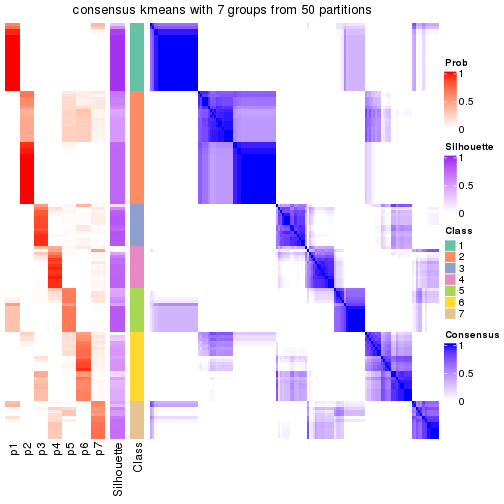 consensus kmeans with 7 groups from 50 partitions
Prob
1
0.5
0
Silhouette
1
0.5
0
Class
1
2
3
4
5
6
7
Consensus
1
0.5
0
p1 p2 p3 p4 p5 p6 p7 Silhouette Class